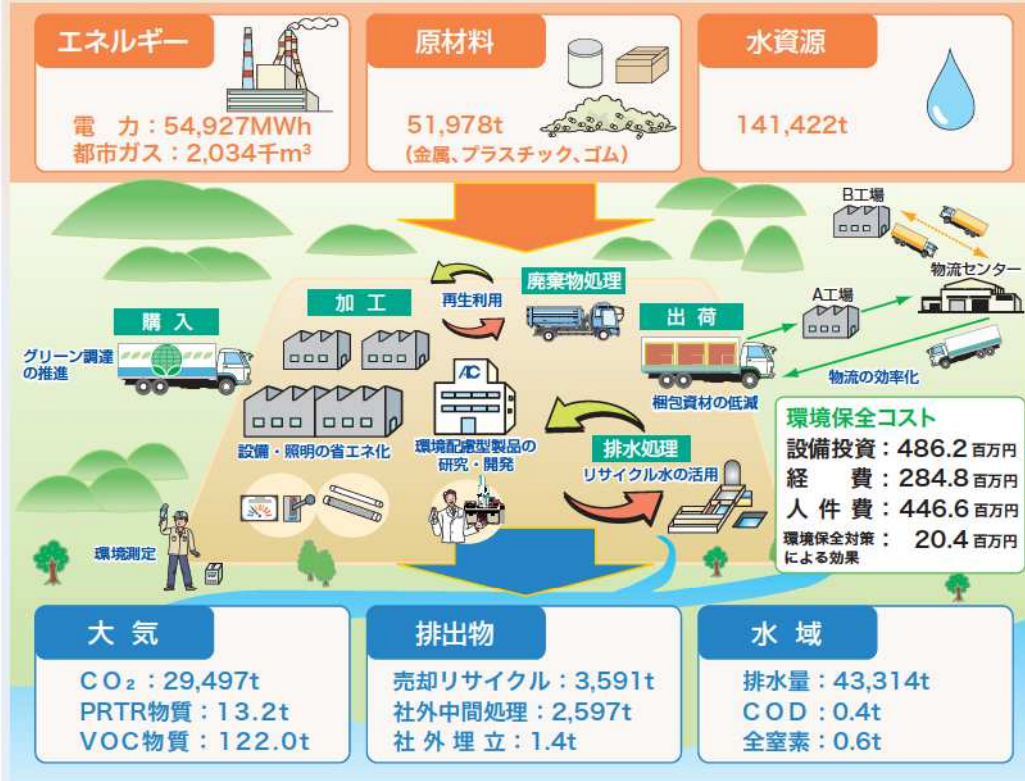 エネルギー
電 力：54,927MWh
都市ガス：2,034千m³
原材料
51,978t
(金属、プラスチック、ゴム)
水資源
141,422t
B工場
物流センター
A工場
物流の効率化
購 入
グリーン調達
の推進
加 工
再生利用
廃棄物処理
出 荷
梱包資材の低減
設備・照明の省エネ化
環境配慮型製品の
研究・開発
排水処理
リサイクル水の活用
環境測定
環境保全コスト
設備投資：486.2百万円
経 費：284.8百万円
人 件 費：446.6百万円
環境保全対策
による効果 ： 20.4百万円
大 気
CO₂：29,497t
PRTR物質：13.2t
VOC物質：122.0t
排出物
売却リサイクル：3,591t
社外中間処理：2,597t
社 外 埋 立：1.4t
水 域
排水量：43,314t
COD：0.4t
全窒素：0.6t